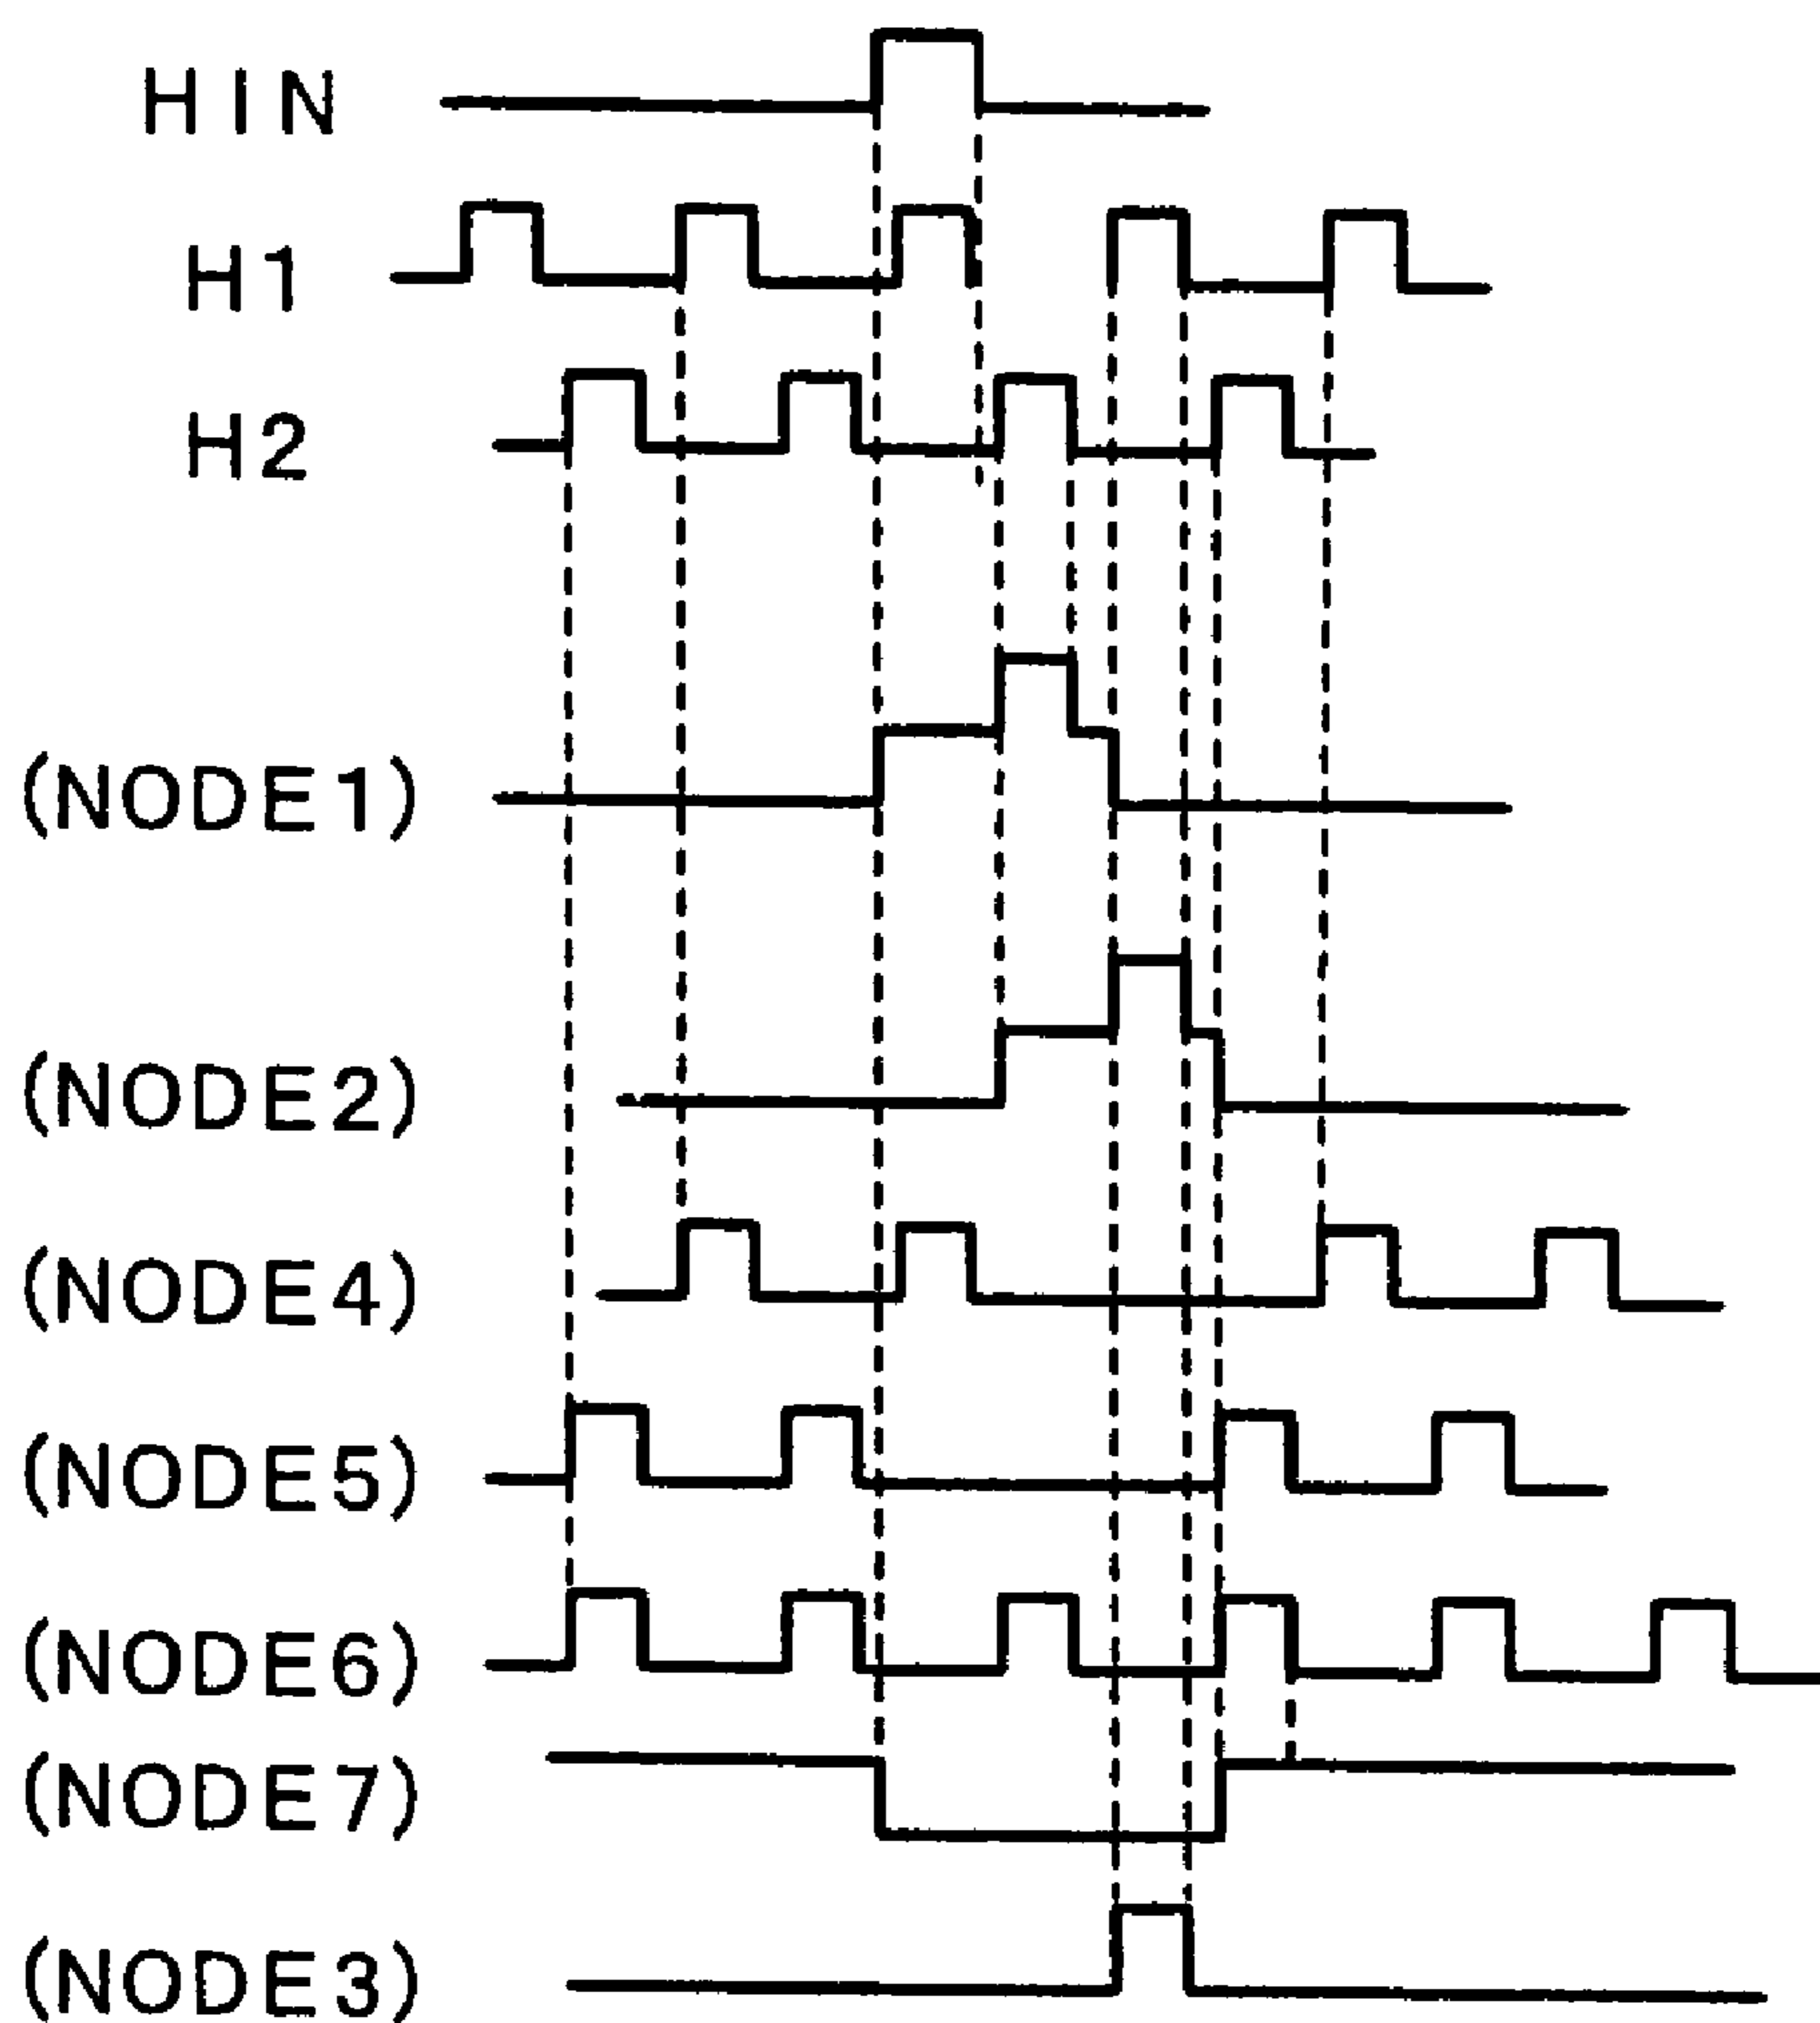 HIN
H1
H2
(NODE1)
(NODE2)
(NODE4)
(NODE5)
(NODE6)
(NODE7)
(NODE3)